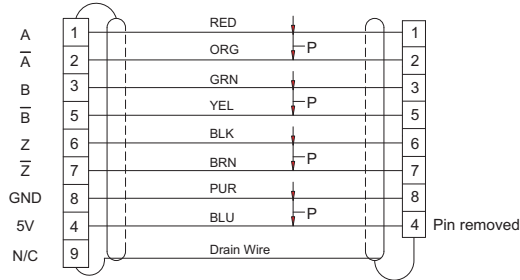 A 1 RED 1
A̅ 2 ORG P 2
B 3 GRN 3
B̅ 5 YEL P 5
Z 6 BLK 6
Z̅ 7 BRN P 7
GND 8 PUR 8
5V 4 BLU P 4 Pin removed
N/C 9 Drain Wire